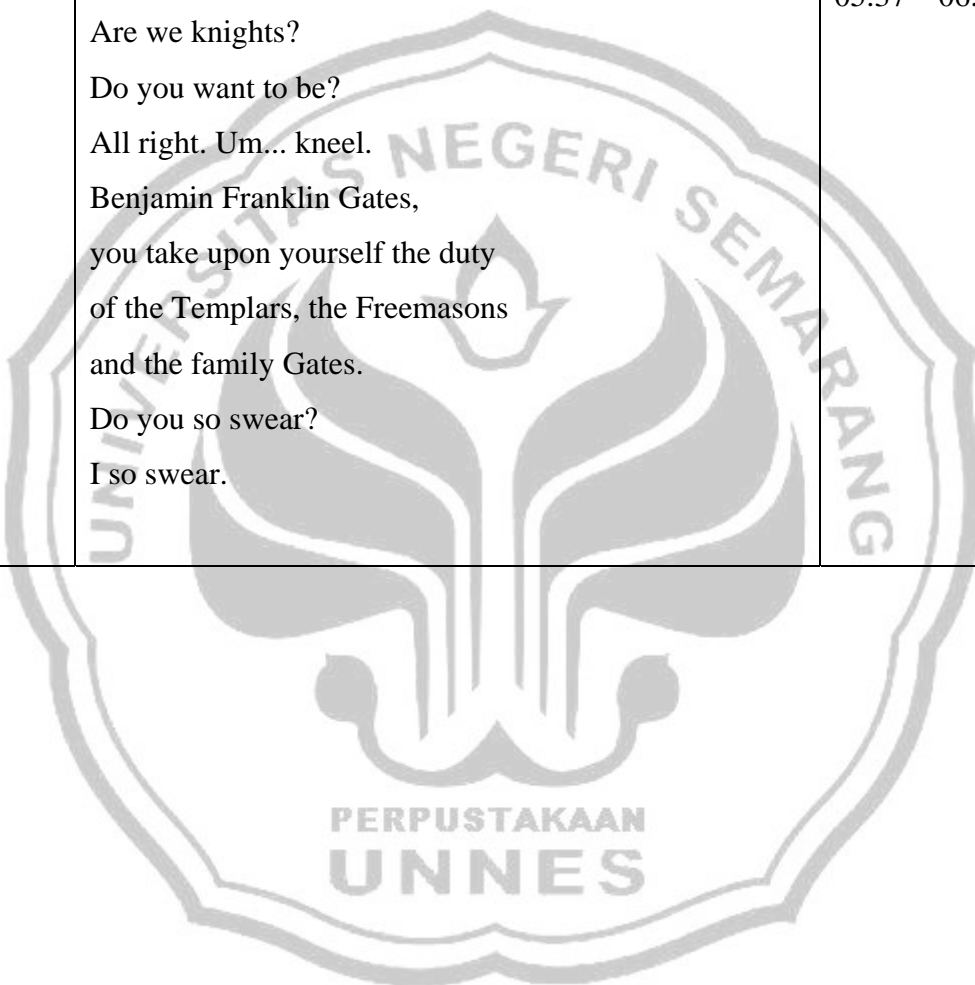 Are we knights?
Do you want to be?
All right. Um... kneel.
Benjamin Franklin Gates,
you take upon yourself the duty
of the Templars, the Freemasons
and the family Gates.
Do you so swear?
I so swear.
UNIVERSITAS NEGERI SEMARANG
PERPUSTAKAAN
UNNES